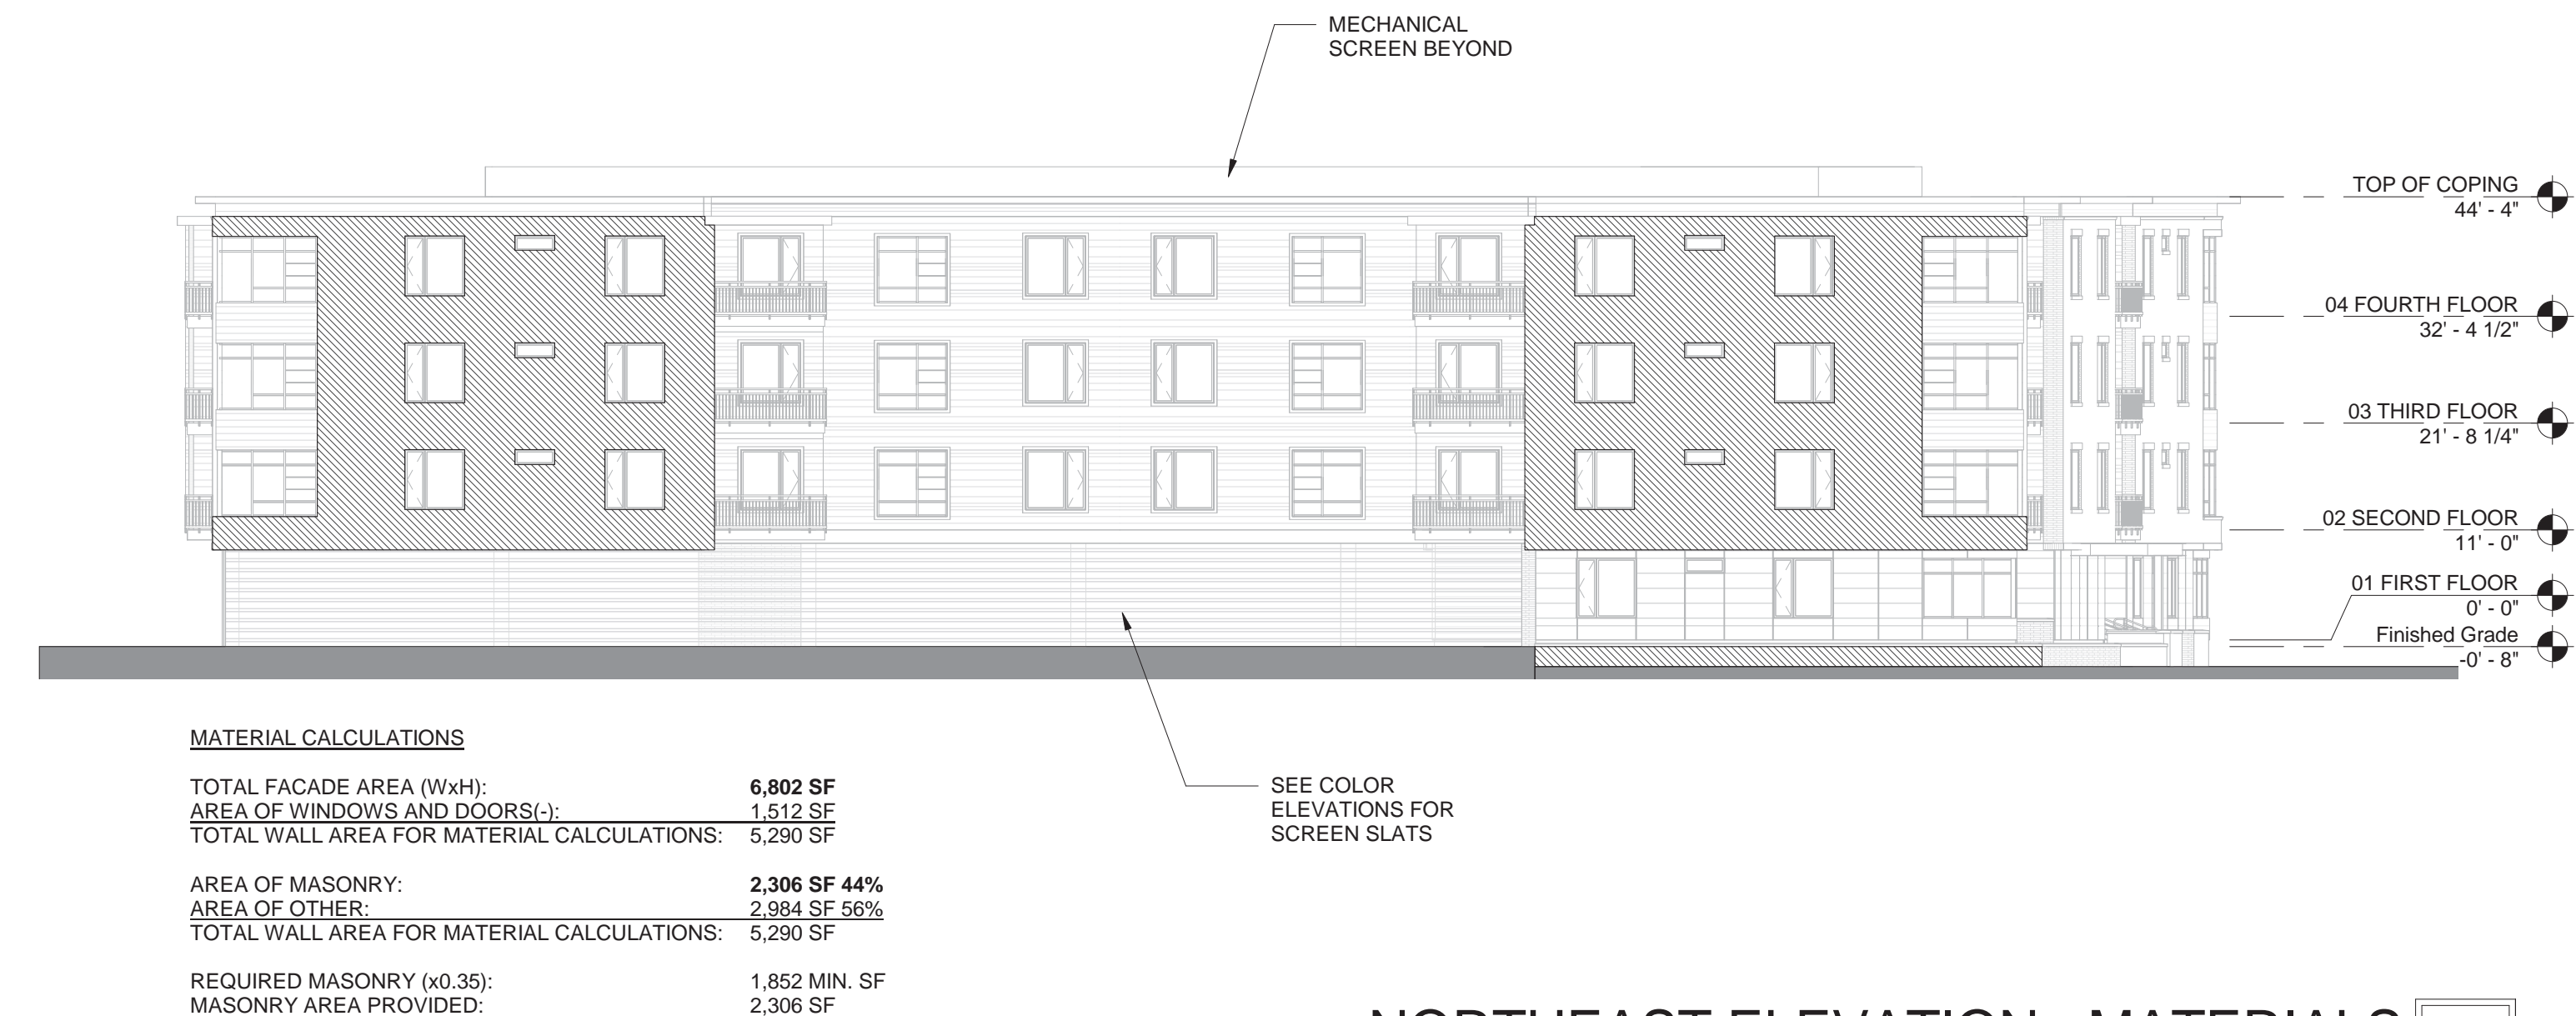 MECHANICAL
SCREEN BEYOND
TOP OF COPING
44' - 4"
04 FOURTH FLOOR
32' - 4 1/2"
03 THIRD FLOOR
21' - 8 1/4"
02 SECOND FLOOR
11' - 0"
01 FIRST FLOOR
0' - 0"
Finished Grade
-0' - 8"
MATERIAL CALCULATIONS
TOTAL FACADE AREA (WxH): 6,802 SF
AREA OF WINDOWS AND DOORS(-): 1,512 SF
TOTAL WALL AREA FOR MATERIAL CALCULATIONS: 5,290 SF
AREA OF MASONRY: 2,306 SF 44%
AREA OF OTHER: 2,984 SF 56%
TOTAL WALL AREA FOR MATERIAL CALCULATIONS: 5,290 SF
REQUIRED MASONRY (x0.35): 1,852 MIN. SF
MASONRY AREA PROVIDED: 2,306 SF
SEE COLOR
ELEVATIONS FOR
SCREEN SLATS
NORTHEAST ELEVATION - MATERIALS